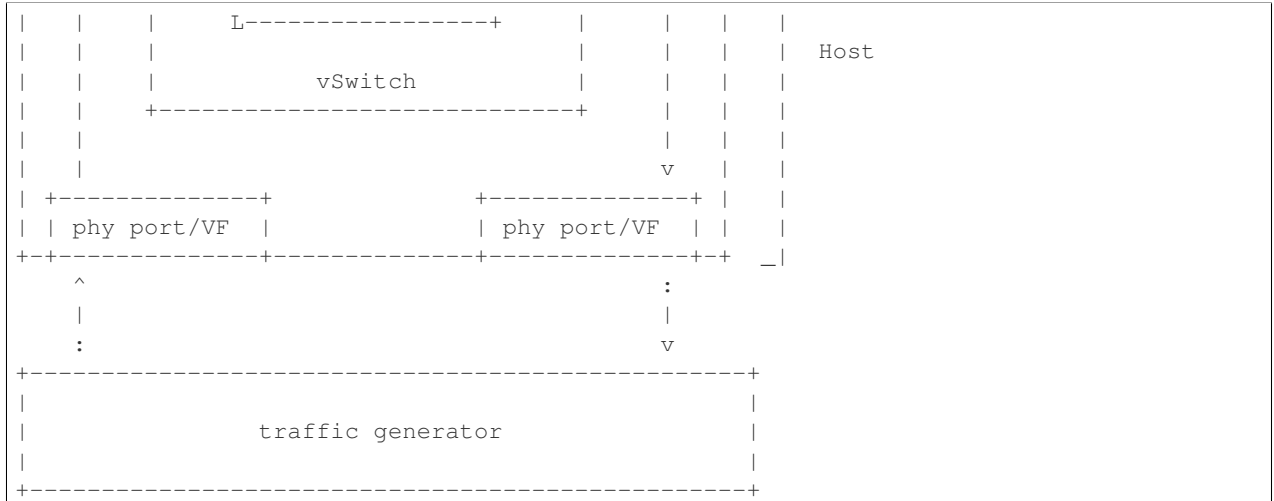 |   |    |     L-----------------+     |     |   |   |
|   |    |                             |     |   |   |  Host
|   |    |           vSwitch           |     |   |   |
|   |    +-----------------------------+     |   |   |
|   |                                        |   |   |
|   |                                        v   |   |
| +--------------+              +--------------+ |   |
| | phy port/VF  |              | phy port/VF  | |   |
+-+--------------+--------------+--------------+-+  _|
    ^                                        :
    |                                        |
    :                                        v
+--------------------------------------------------+
|                                                  |
|                traffic generator                 |
|                                                  |
+--------------------------------------------------+